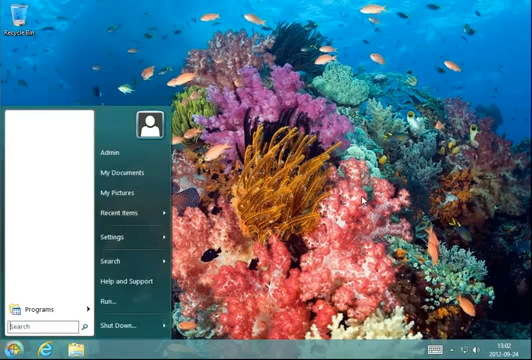 Recycle Bin
Admin
My Documents
My Pictures
Recent Items
Settings
Search
Help and Support
Run...
Programs
Search
Shut Down...
13:02
2012-09-24